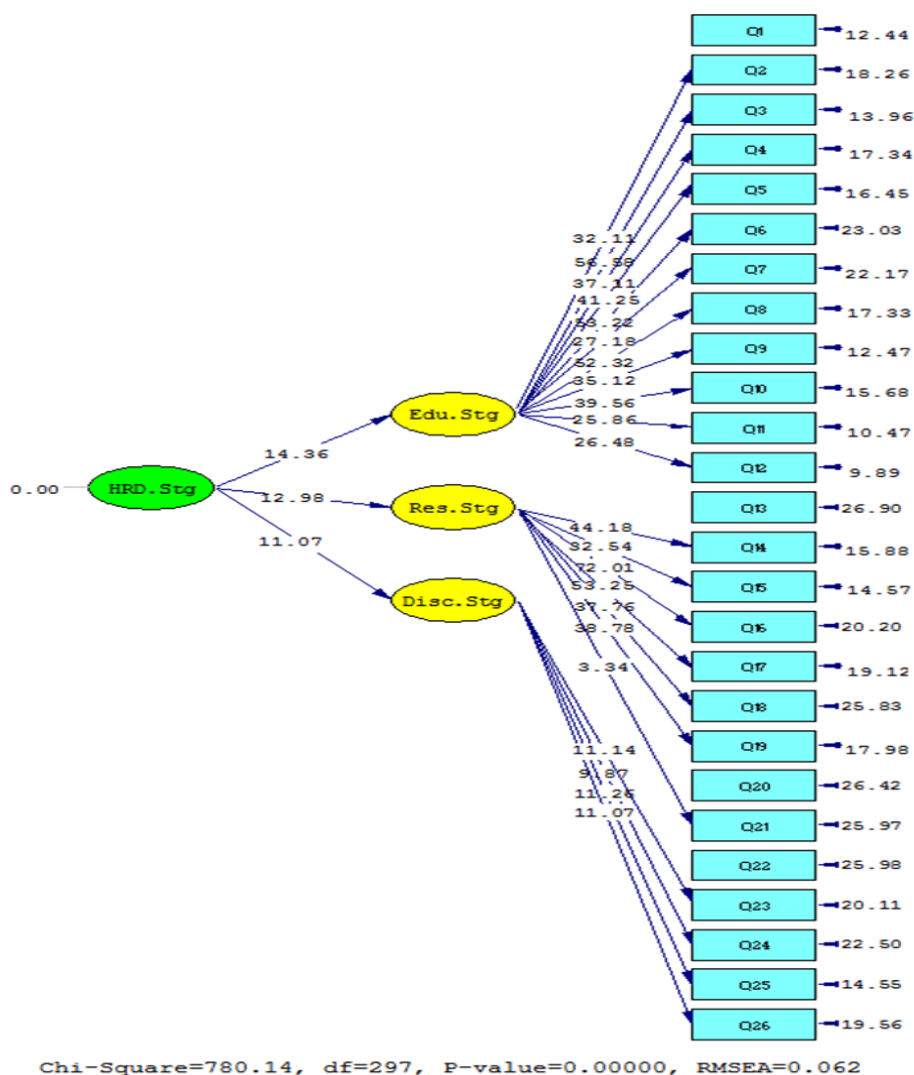 Q1 12.44
Q2 18.26
Q3 13.96
Q4 17.34
Q5 16.45
Q6 23.03
32.11
56.58
Q7 22.17
37.11
41.25
Q8 17.33
53.22
27.18
Q9 12.47
52.32
35.12
Q10 15.68
39.56
Edu.Stg
25.86
Q11 10.47
26.48
14.36
Q12 9.89
0.00 HRD.Stg
12.98
Res.Stg
Q13 26.90
44.18
11.07
32.54
Q14 15.88
72.01
53.25
Q15 14.57
Disc.Stg
37.76
38.78
Q16 20.20
3.34
Q17 19.12
Q18 25.83
Q19 17.98
11.14
9.87
Q20 26.42
11.26
11.07
Q21 25.97
Q22 25.98
Q23 20.11
Q24 22.50
Q25 14.55
Q26 19.56
Chi-Square=780.14, df=297, P-value=0.00000, RMSEA=0.062